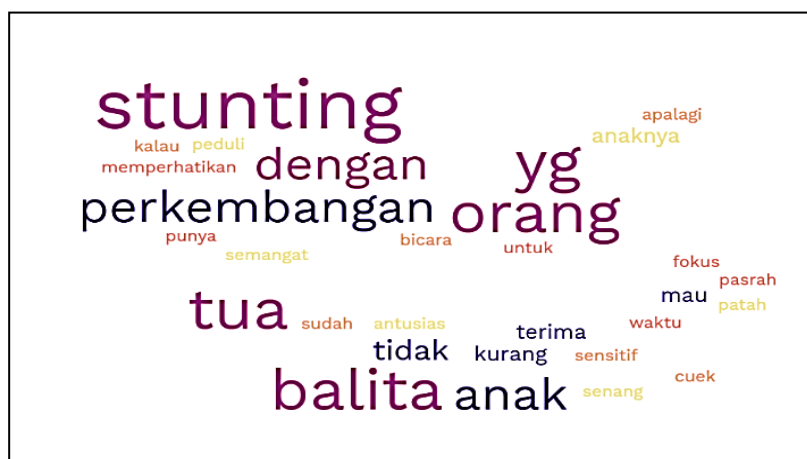 stunting
apalagi
kalau peduli
anaknya
memperhatikan
dengan
yg
perkembangan
orang
punya
bicara
untuk
semangat
fokus
pasrah
mau
patah
tua
sudah
antusias
terima
waktu
tidak
kurang
sensitif
balita
anak
senang
cuek